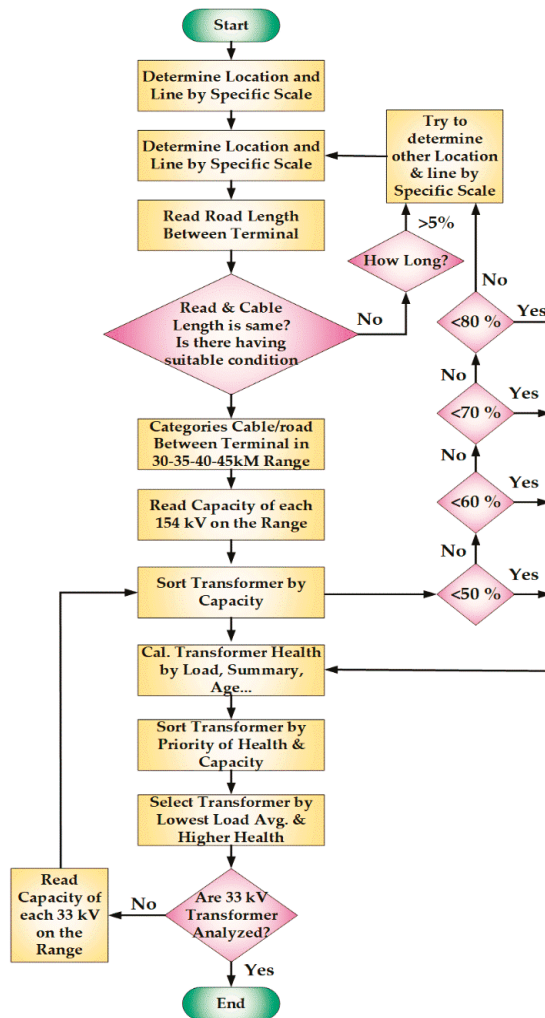 Start
Determine Location and
Line by Specific Scale
Determine Location and
Line by Specific Scale
Try to
determine
other Location
& line by
Specific Scale
Read Road Length
Between Terminal
>5%
How Long?
No
Read & Cable
Length is same?
Is there having
suitable condition
No
<80 %
Yes
No
<70 %
Yes
No
<60 %
Yes
No
<50 %
Yes
Categories Cable/road
Between Terminal in
30-35-40-45kM Range
Read Capacity of each
154 kV on the Range
Sort Transformer by
Capacity
Cal. Transformer Health
by Load, Summary,
Age...
Sort Transformer by
Priority of Health &
Capacity
Select Transformer by
Lowest Load Avg. &
Higher Health
Read
Capacity of
each 33 kV
on the
Range
No
Are 33 kV
Transformer
Analyzed?
Yes
End